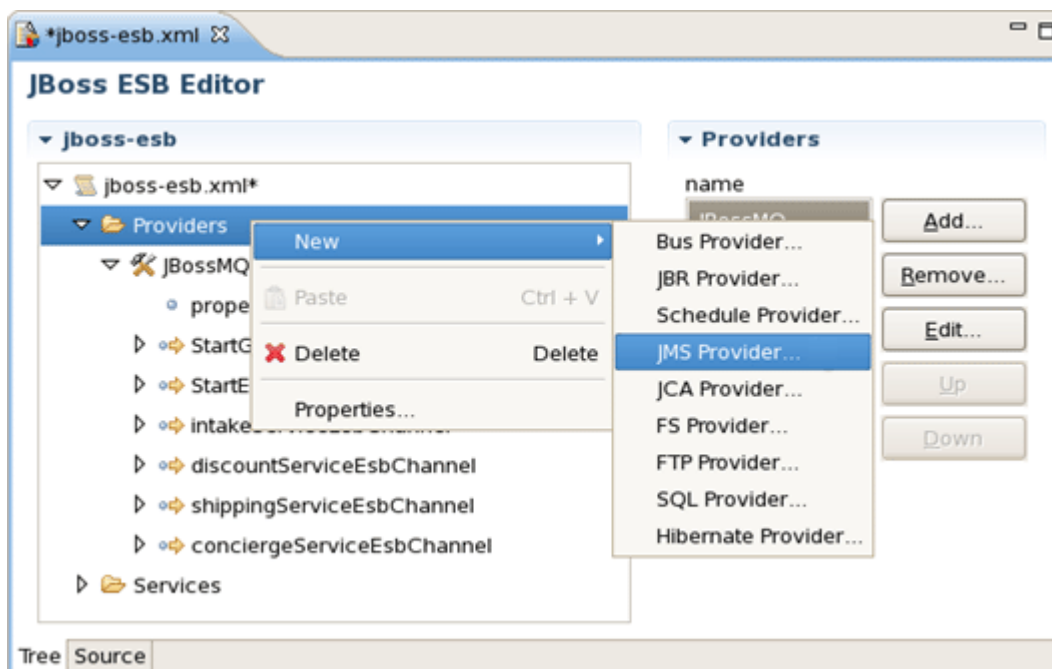 *jboss-esb.xml
JBoss ESB Editor
jboss-esb
jboss-esb.xml*
Providers
JBossMQ
StartG
StartE
discountServiceEsbChannel
shippingServiceEsbChannel
conciergeServiceEsbChannel
Services
New
Paste Ctrl + V
Delete Delete
Properties...
Bus Provider...
JBR Provider...
Schedule Provider...
JMS Provider...
JCA Provider...
FS Provider...
FTP Provider...
SQL Provider...
Hibernate Provider...
Providers
name
JBossMQ
Add...
Remove...
Edit...
Up
Down
Tree Source